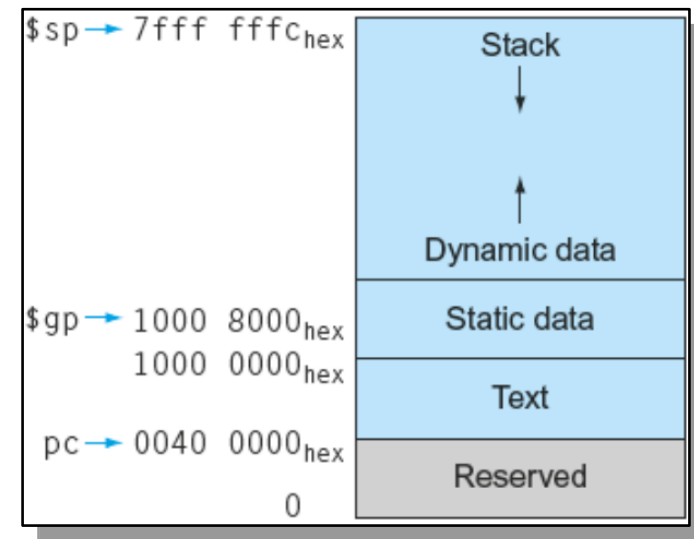 $sp 7fff fffc hex
Stack
Dynamic data
$gp 1000 8000 hex
Static data
1000 0000 hex
Text
pc 0040 0000 hex
Reserved
0